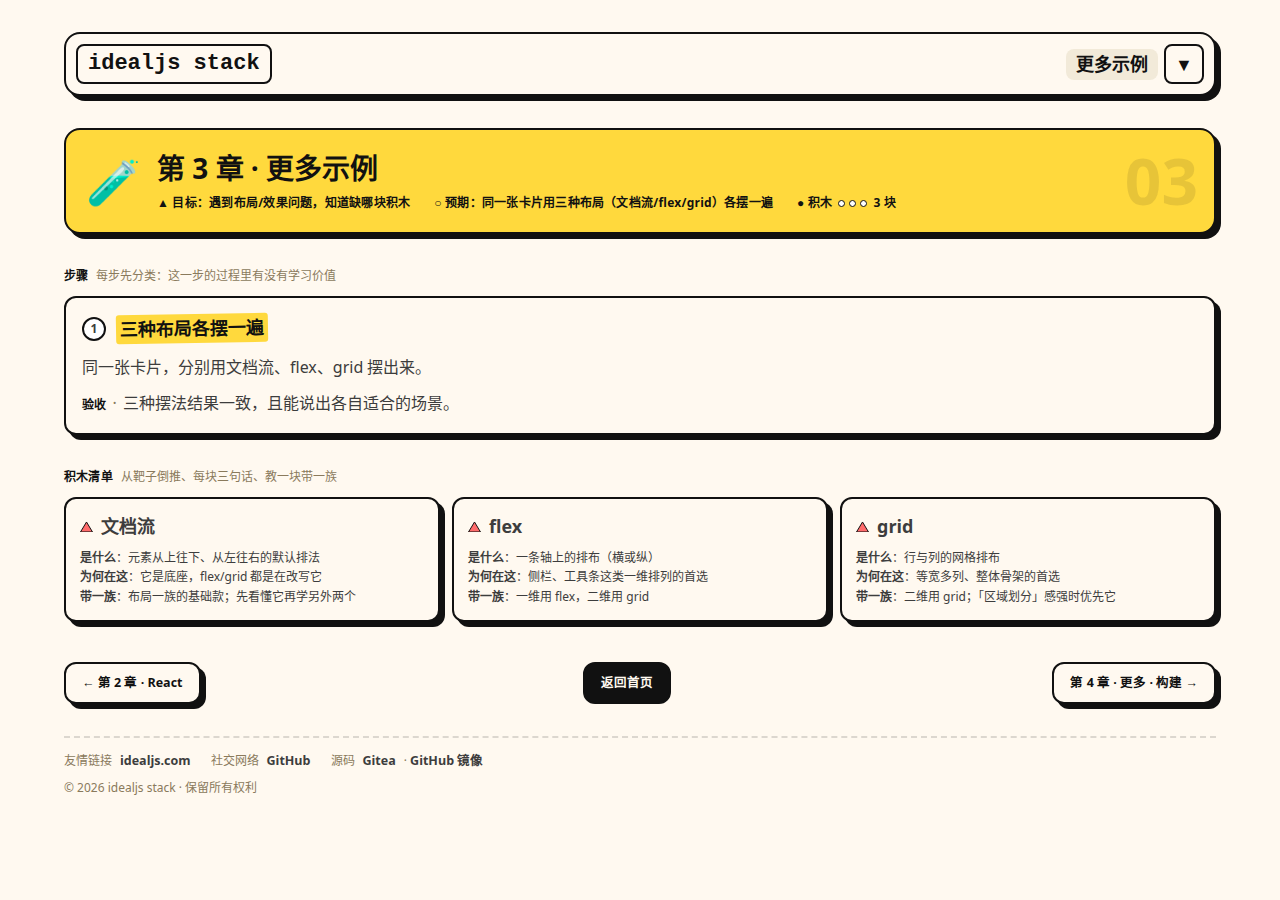 idealjs stack
更多示例 ▼
第 3 章 · 更多示例
▲ 目标：遇到布局/效果问题，知道缺哪块积木 ○ 预期：同一张卡片用三种布局（文档流/flex/grid）各摆一遍 ● 积木 ○○○ 3 块
03
步骤 每步先分类：这一步的过程里有没有学习价值
1 三种布局各摆一遍
同一张卡片，分别用文档流、flex、grid 摆出来。
验收 · 三种摆法结果一致，且能说出各自适合的场景。
积木清单 从靶子倒推、每块三句话、教一块带一族
文档流
是什么：元素从上往下、从左往右的默认排法
为何在这：它是底座，flex/grid 都是在改写它
带一族：布局一族的基础款；先看懂它再学另外两个
flex
是什么：一条轴上的排布（横或纵）
为何在这：侧栏、工具条这类一维排列的首选
带一族：一维用 flex，二维用 grid
grid
是什么：行与列的网格排布
为何在这：等宽多列、整体骨架的首选
带一族：二维用 grid；「区域划分」感强时优先它
← 第 2 章 · React
返回首页
第 4 章 · 更多 · 构建 →
友情链接 idealjs.com 社交网络 GitHub 源码 Gitea · GitHub 镜像
© 2026 idealjs stack · 保留所有权利